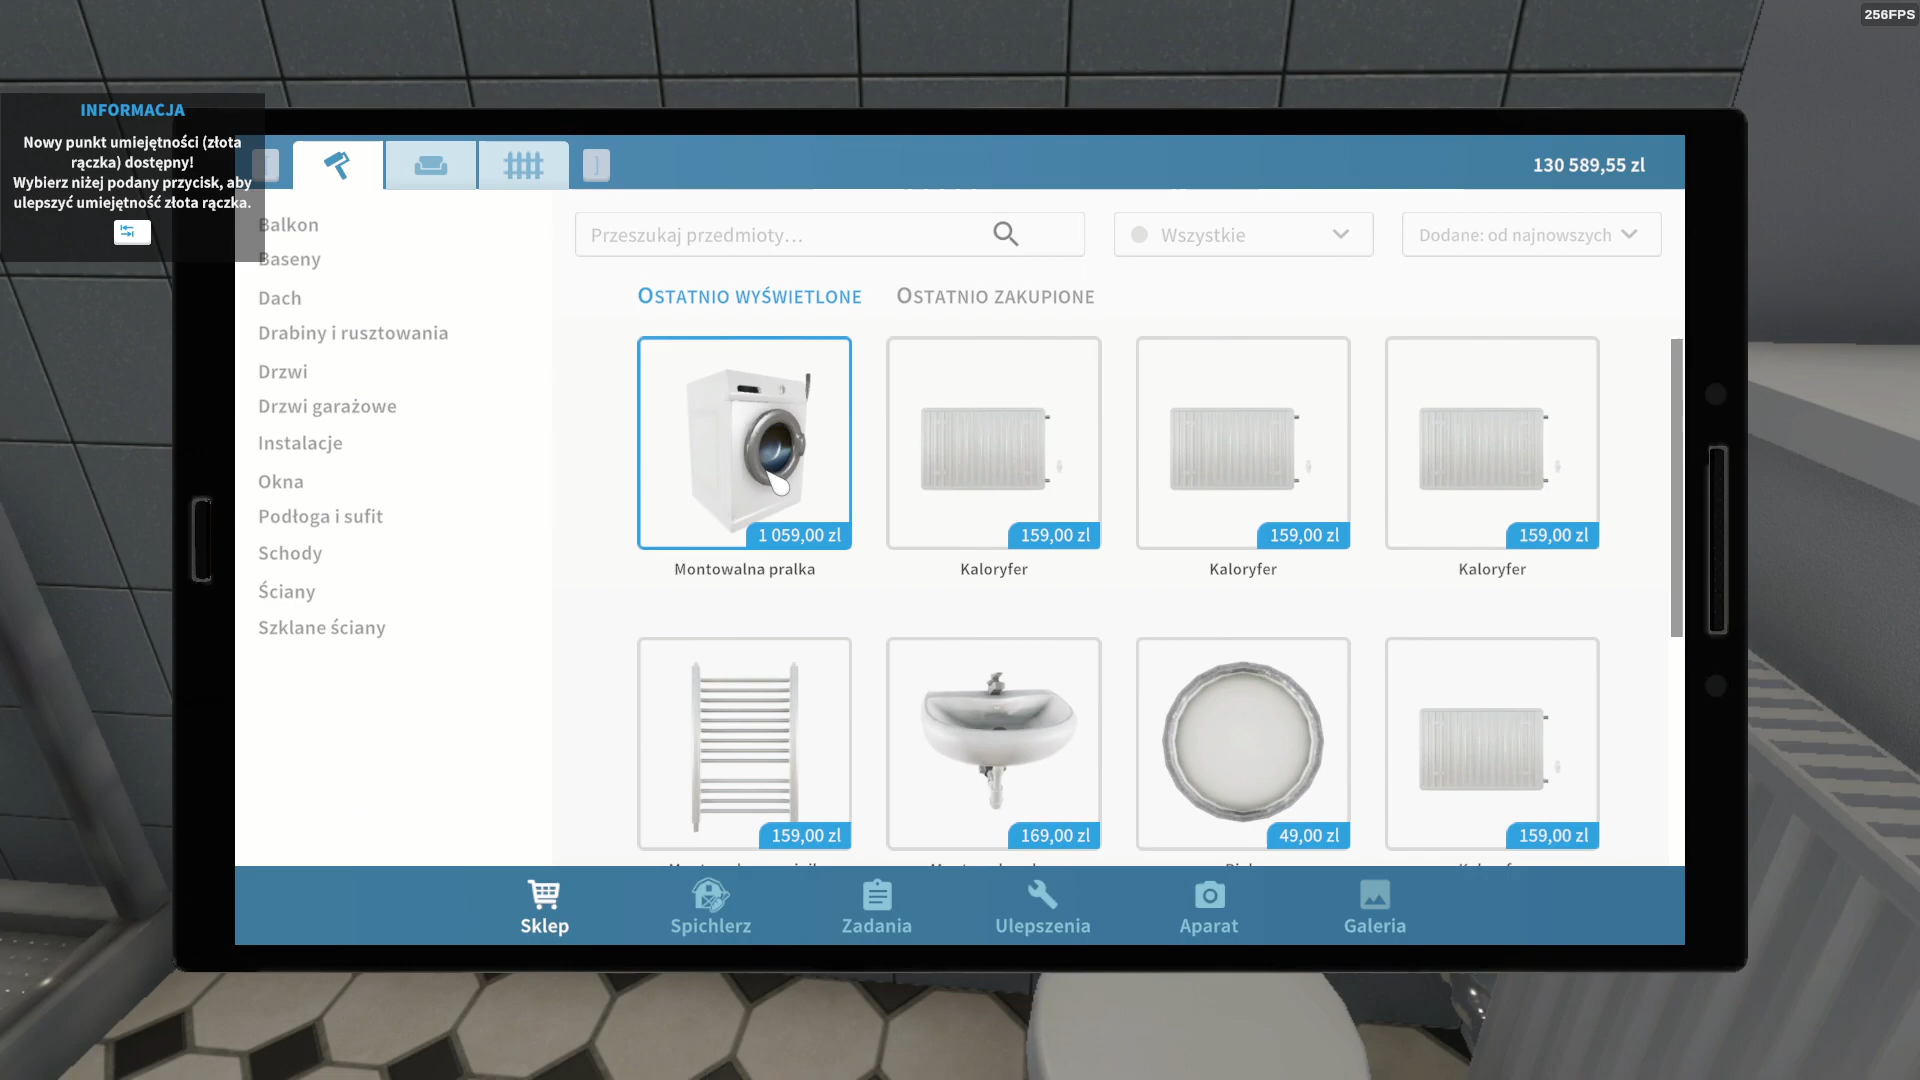 256FPS
INFORMACJA
Nowy punkt umiejętności (złota
rączka) dostępny!
Wybierz niżej podany przycisk, aby
ulepszyć umiejętność złota rączka.
[ ]
130 589,55 zl
Balkon
Baseny
Dach
Drabiny i rusztowania
Drzwi
Drzwi garażowe
Instalacje
Okna
Podłoga i sufit
Schody
Ściany
Szklane ściany
Przeszukaj przedmioty...
Wszystkie
Dodane: od najnowszych
OSTATNIO WYŚWIETLONE
OSTATNIO ZAKUPIONE
1 059,00 zl
159,00 zl
159,00 zl
159,00 zl
Montowalna pralka
Kaloryfer
Kaloryfer
Kaloryfer
159,00 zl
169,00 zl
49,00 zl
159,00 zl
Sklep
Spichlerz
Zadania
Ulepszenia
Aparat
Galeria